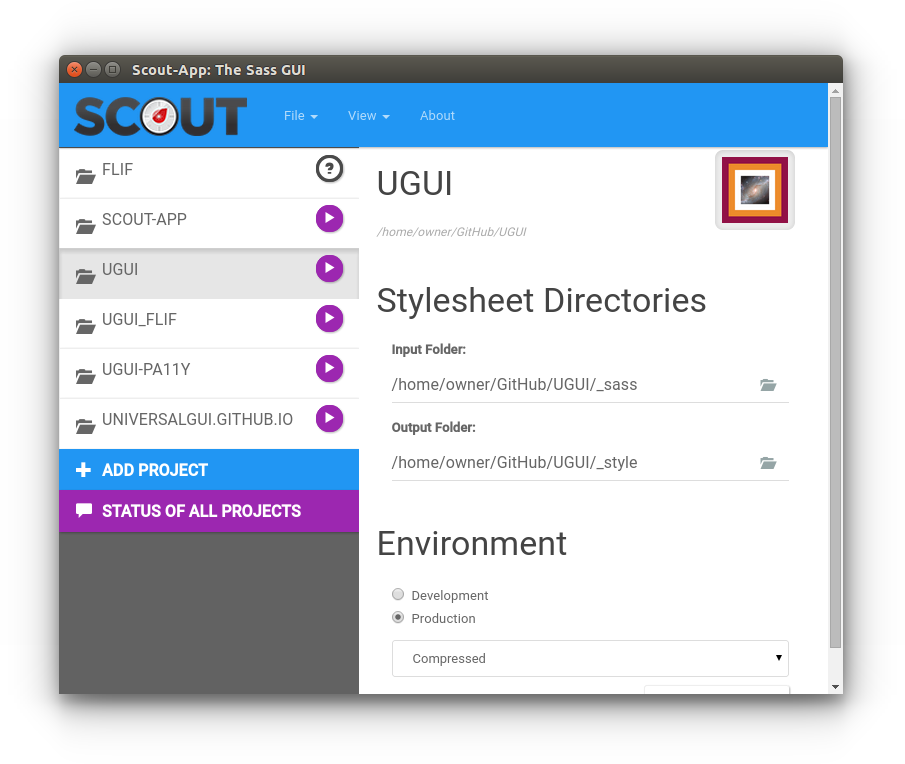 Scout-App: The Sass GUI
SCOUT File View About
FLIF ?
SCOUT-APP
UGUI
UGUI_FLIF
UGUI-PA11Y
UNIVERSALGUI.GITHUB.IO
ADD PROJECT
STATUS OF ALL PROJECTS
UGUI
/home/owner/GitHub/UGUI
Stylesheet Directories
Input Folder:
/home/owner/GitHub/UGUI/_sass
Output Folder:
/home/owner/GitHub/UGUI/_style
Environment
Development
Production
Compressed